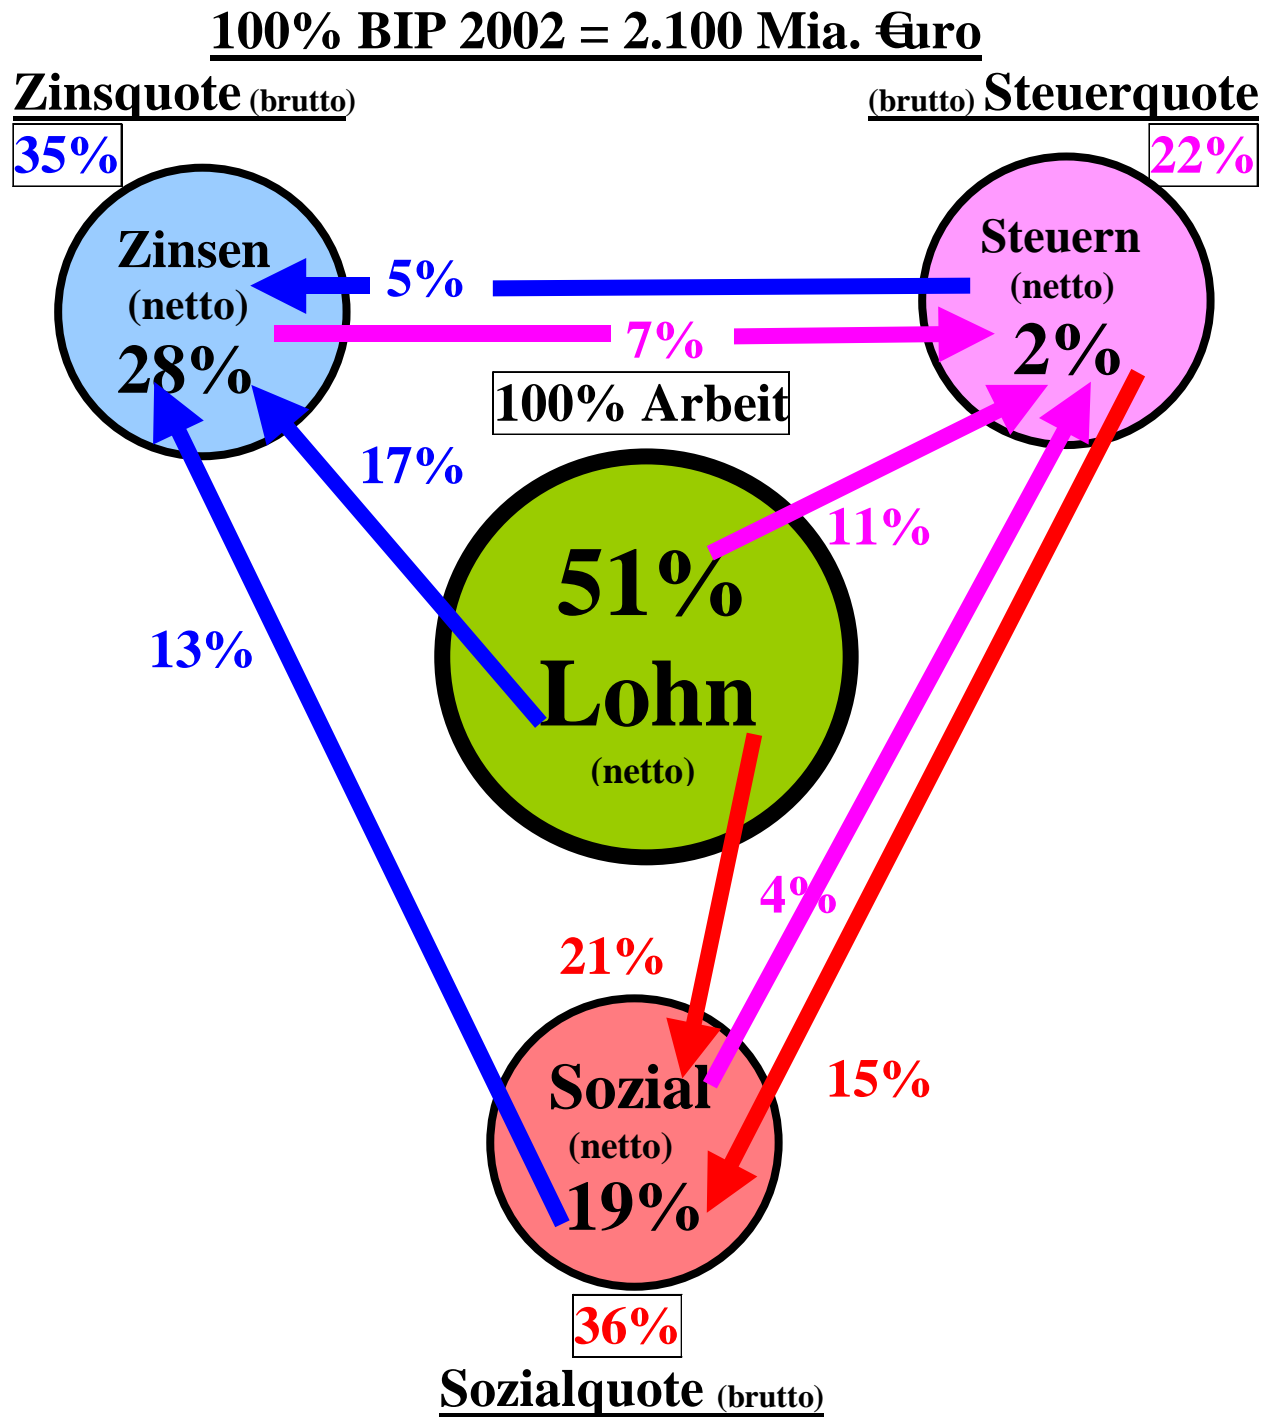 100% BIP 2002 = 2.100 Mia. €uro
Zinsquote (brutto)
(brutto) Steuerquote
35%
22%
Zinsen
(netto)
28%
Steuern
(netto)
2%
5%
7%
100% Arbeit
17%
11%
51%
Lohn
(netto)
13%
4%
21%
15%
Sozial
(netto)
19%
36%
Sozialquote (brutto)